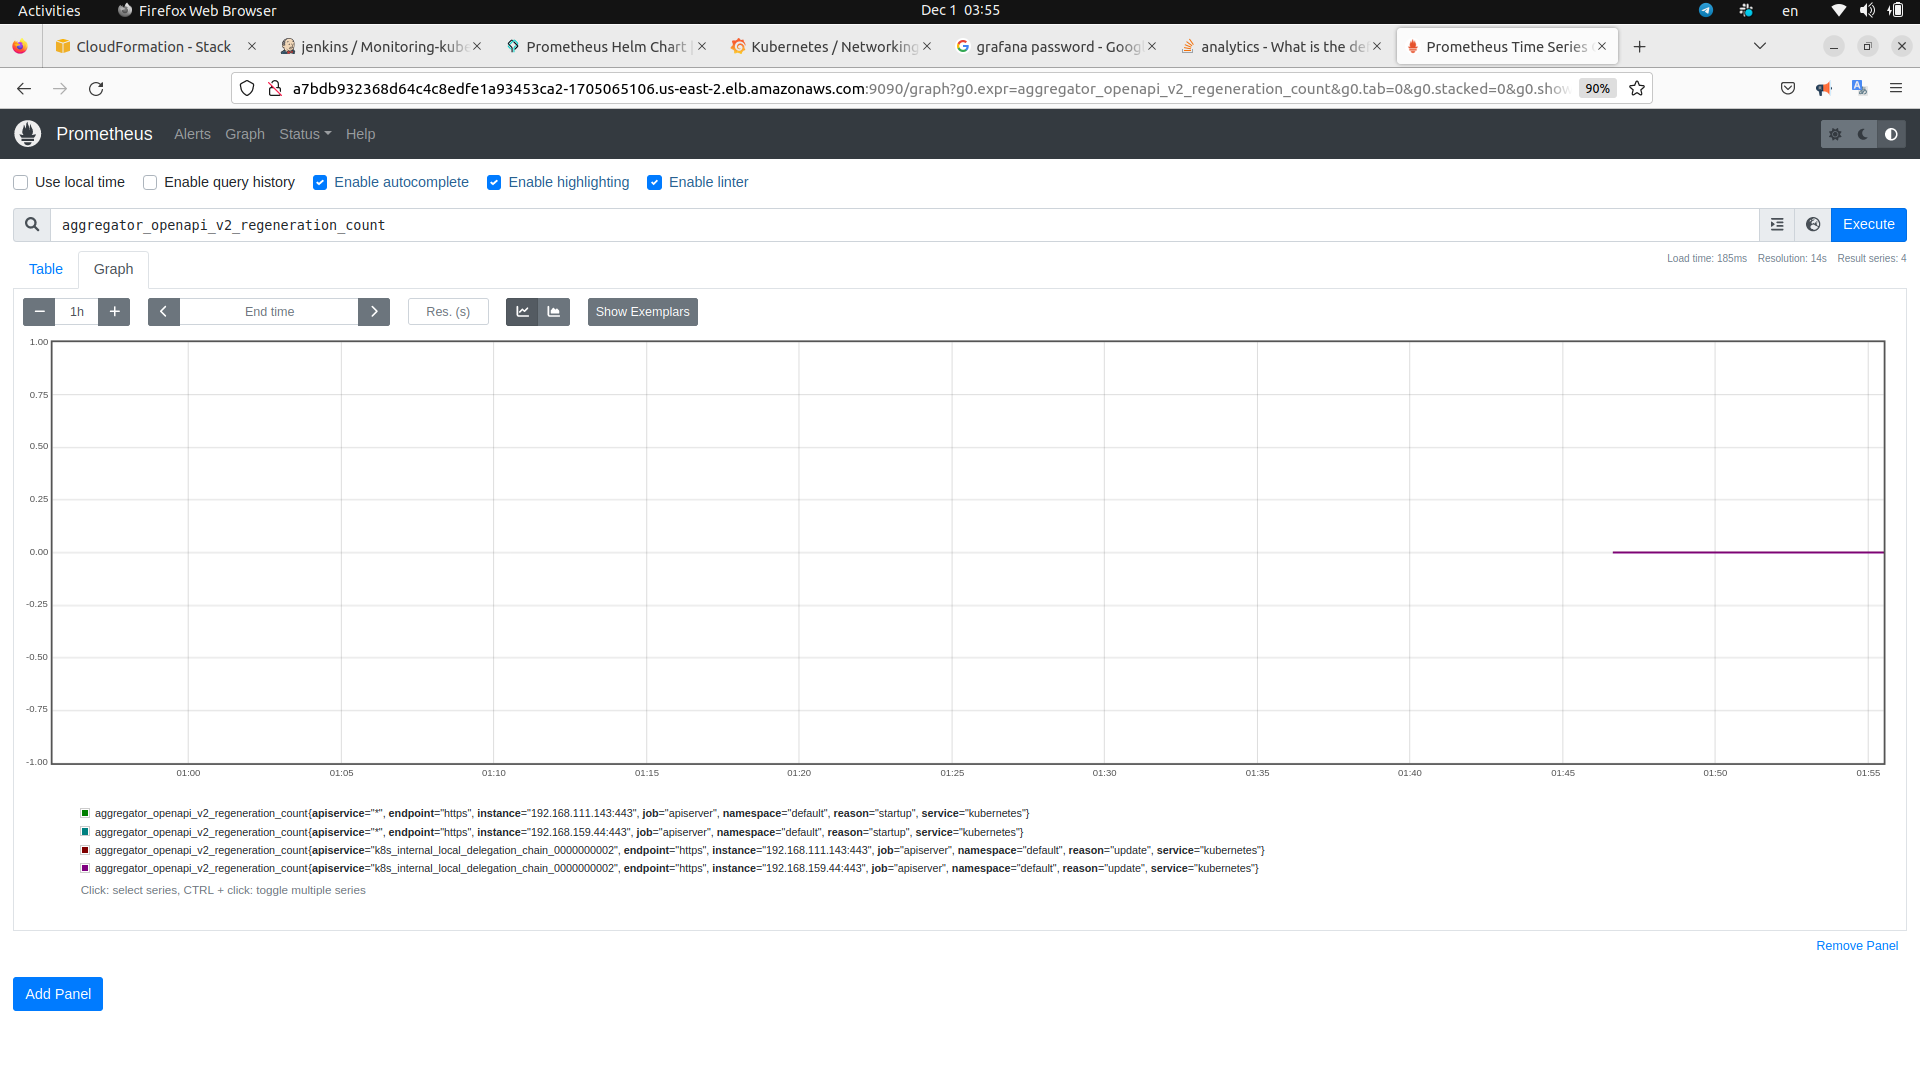 Activities Firefox Web Browser Dec 1 03:55 en
CloudFormation - Stack jenkins / Monitoring-kube Prometheus Helm Chart | Kubernetes / Networking grafana password - Goog analytics - What is the de Prometheus Time Series
a7bdb932368d64c4c8edfe1a93453ca2-1705065106.us-east-2.elb.amazonaws.com:9090/graph?g0.expr=aggregator_openapi_v2_regeneration_count&g0.tab=0&g0.stacked=0&g0.show 90%
Prometheus Alerts Graph Status Help
Use local time Enable query history Enable autocomplete Enable highlighting Enable linter
aggregator_openapi_v2_regeneration_count Execute
Table Graph Load time: 185ms Resolution: 14s Result series: 4
1h End time Res. (s) Show Exemplars
1.00
0.75
0.50
0.25
0.00
-0.25
-0.50
-0.75
-1.00
01:00 01:05 01:10 01:15 01:20 01:25 01:30 01:35 01:40 01:45 01:50 01:55
aggregator_openapi_v2_regeneration_count{apiservice="*", endpoint="https", instance="192.168.111.143:443", job="apiserver", namespace="default", reason="startup", service="kubernetes"}
aggregator_openapi_v2_regeneration_count{apiservice="*", endpoint="https", instance="192.168.159.44:443", job="apiserver", namespace="default", reason="startup", service="kubernetes"}
aggregator_openapi_v2_regeneration_count{apiservice="k8s_internal_local_delegation_chain_0000000002", endpoint="https", instance="192.168.111.143:443", job="apiserver", namespace="default", reason="update", service="kubernetes"}
aggregator_openapi_v2_regeneration_count{apiservice="k8s_internal_local_delegation_chain_0000000002", endpoint="https", instance="192.168.159.44:443", job="apiserver", namespace="default", reason="update", service="kubernetes"}
Click: select series, CTRL + click: toggle multiple series
Remove Panel
Add Panel